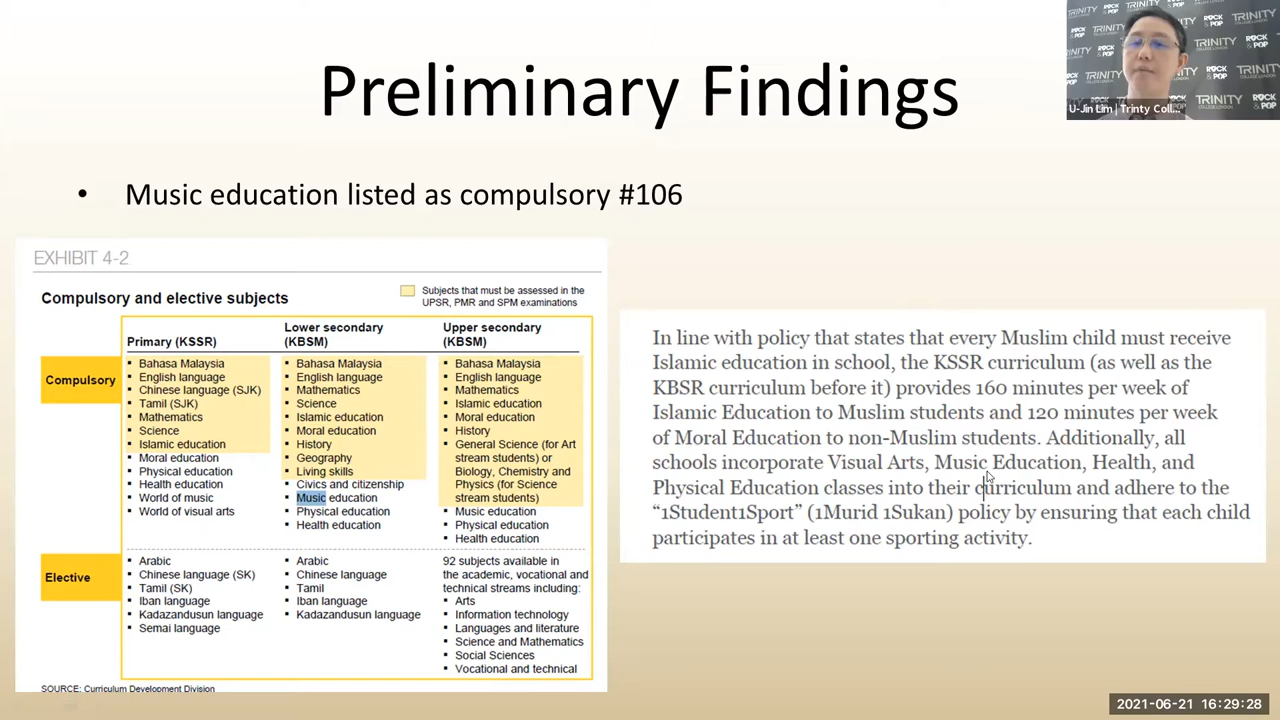 Preliminary Findings
• Music education listed as compulsory #106
EXHIBIT 4-2
Compulsory and elective subjects
Subjects that must be assessed in the
UPSR, PMR and SPM examinations
Primary (KSSR)
Lower secondary
(KBSM)
Upper secondary
(KBSM)
Compulsory
Bahasa Malaysia
English language
Chinese language (SJK)
Tamil (SJK)
Mathematics
Science
Islamic education
Moral education
Physical education
Health education
World of music
World of visual arts
Bahasa Malaysia
English language
Mathematics
Science
Islamic education
Moral education
History
Geography
Living skills
Civics and citizenship
Music education
Physical education
Health education
Bahasa Malaysia
English language
Mathematics
Islamic education
Moral education
History
General Science (for Art
stream students) or
Biology, Chemistry and
Physics (for Science
stream students)
Music education
Physical education
Health education
Elective
Arabic
Chinese language (SK)
Tamil (SK)
Iban language
Kadazandusun language
Semai language
Arabic
Chinese language
Tamil
Iban language
Kadazandusun language
92 subjects available in
the academic, vocational and
technical streams including:
Arts
Information technology
Languages and literature
Science and Mathematics
Social Sciences
Vocational and technical
SOURCE: Curriculum Development Division
In line with policy that states that every Muslim child must receive
Islamic education in school, the KSSR curriculum (as well as the
KBSR curriculum before it) provides 160 minutes per week of
Islamic Education to Muslim students and 120 minutes per week
of Moral Education to non-Muslim students. Additionally, all
schools incorporate Visual Arts, Music Education, Health, and
Physical Education classes into their curriculum and adhere to the
“1Student1Sport” (1Murid 1Sukan) policy by ensuring that each child
participates in at least one sporting activity.
ROCK & POP
TRINITY
COLLEGE LONDON
U-Jin Lim | Trinty Coll...
2021-06-21 16:29:28